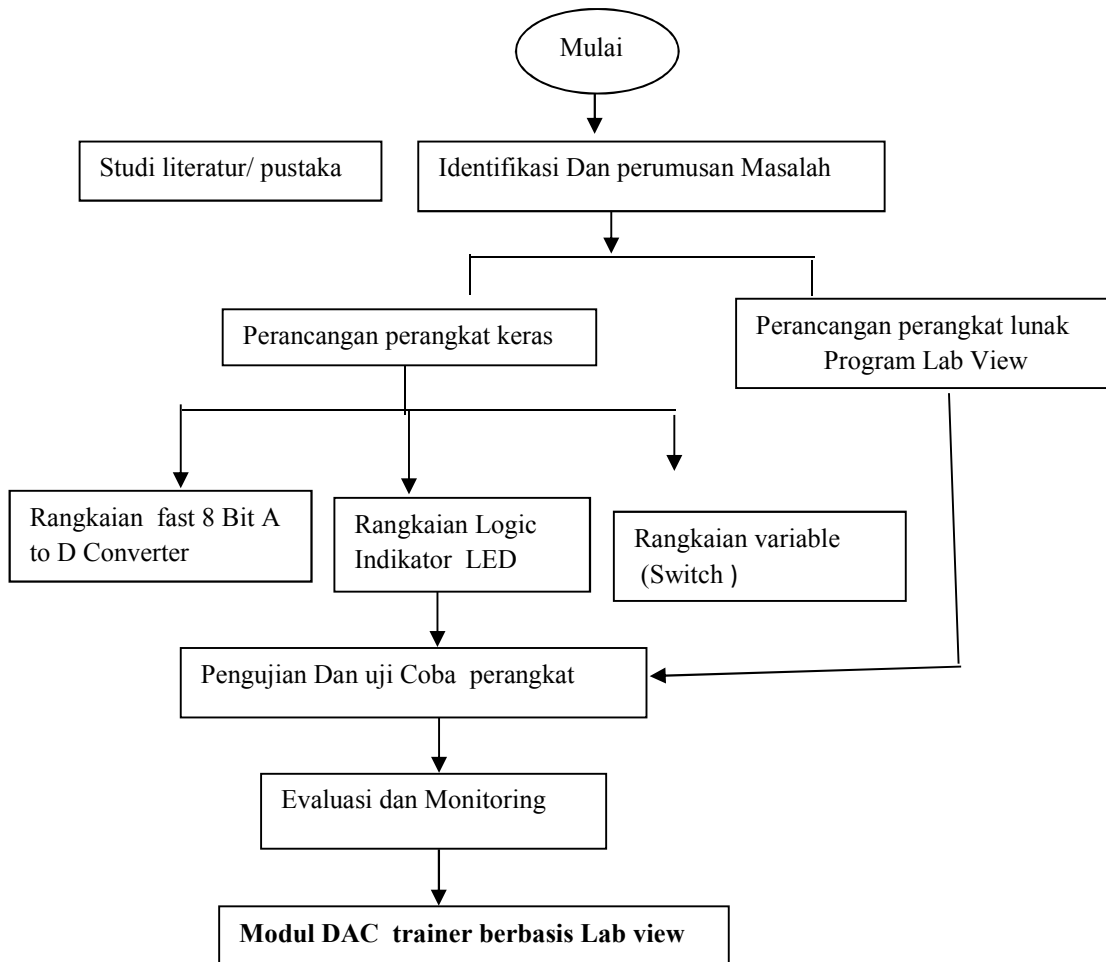 Mulai
Studi literatur/ pustaka
Identifikasi Dan perumusan Masalah
Perancangan perangkat keras
Perancangan perangkat lunak
Program Lab View
Rangkaian fast 8 Bit A
to D Converter
Rangkaian Logic
Indikator LED
Rangkaian variable
(Switch )
Pengujian Dan uji Coba perangkat
Evaluasi dan Monitoring
Modul DAC trainer berbasis Lab view